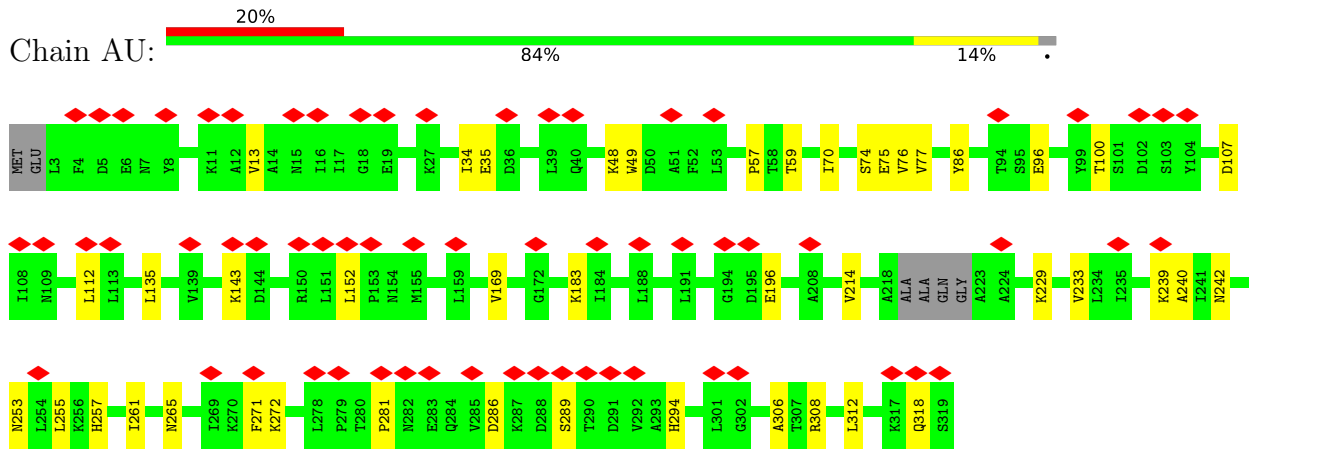 20%
Chain AU:
84% 14% •
MET GLU L3 F4 D5 E6 N7 Y8 K11 A12 V13 A14 N15 I16 I17 G18 E19 K27 I34 E35 D36 L39 Q40 K48 W49 D50 A51 F52 L53 P57 T58 T59 I70 S74 E75 V76 V77 Y86 T94 S95 E96 Y99 T100 S101 D102 S103 Y104 D107
I108 N109 L112 L113 L135 V139 K143 D144 R150 L151 L152 P153 N154 M155 L159 V169 G172 K183 I184 L188 L191 G194 D195 E196 A208 V214 A218 ALA ALA GLN GLY A223 A224 K229 V233 L234 I235 K239 A240 I241 N242
N253 L254 L255 K256 H257 I261 N265 I269 K270 F271 K272 L278 P279 T280 P281 N282 E283 Q284 V285 D286 K287 D288 S289 T290 D291 V292 A293 H294 L301 G302 A306 T307 R308 L312 K317 Q318 S319